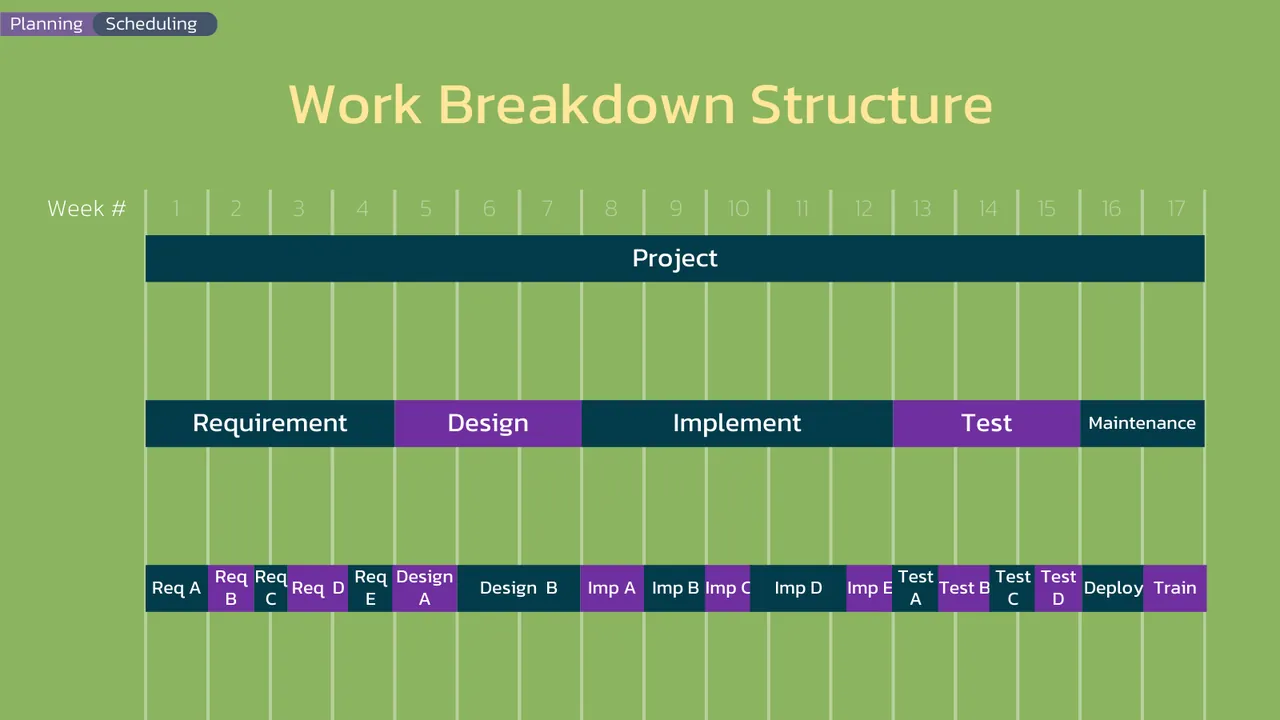 Planning Scheduling
Work Breakdown Structure
Week # 1 2 3 4 5 6 7 8 9 10 11 12 13 14 15 16 17
Project
Requirement Design Implement Test Maintenance
Req A
Req
B
Req
C
Req D
Req
E
Design
A
Design B
Imp A
Imp B
Imp C
Imp D
Imp E
Test
A
Test B
Test
C
Test
D
Deploy
Train